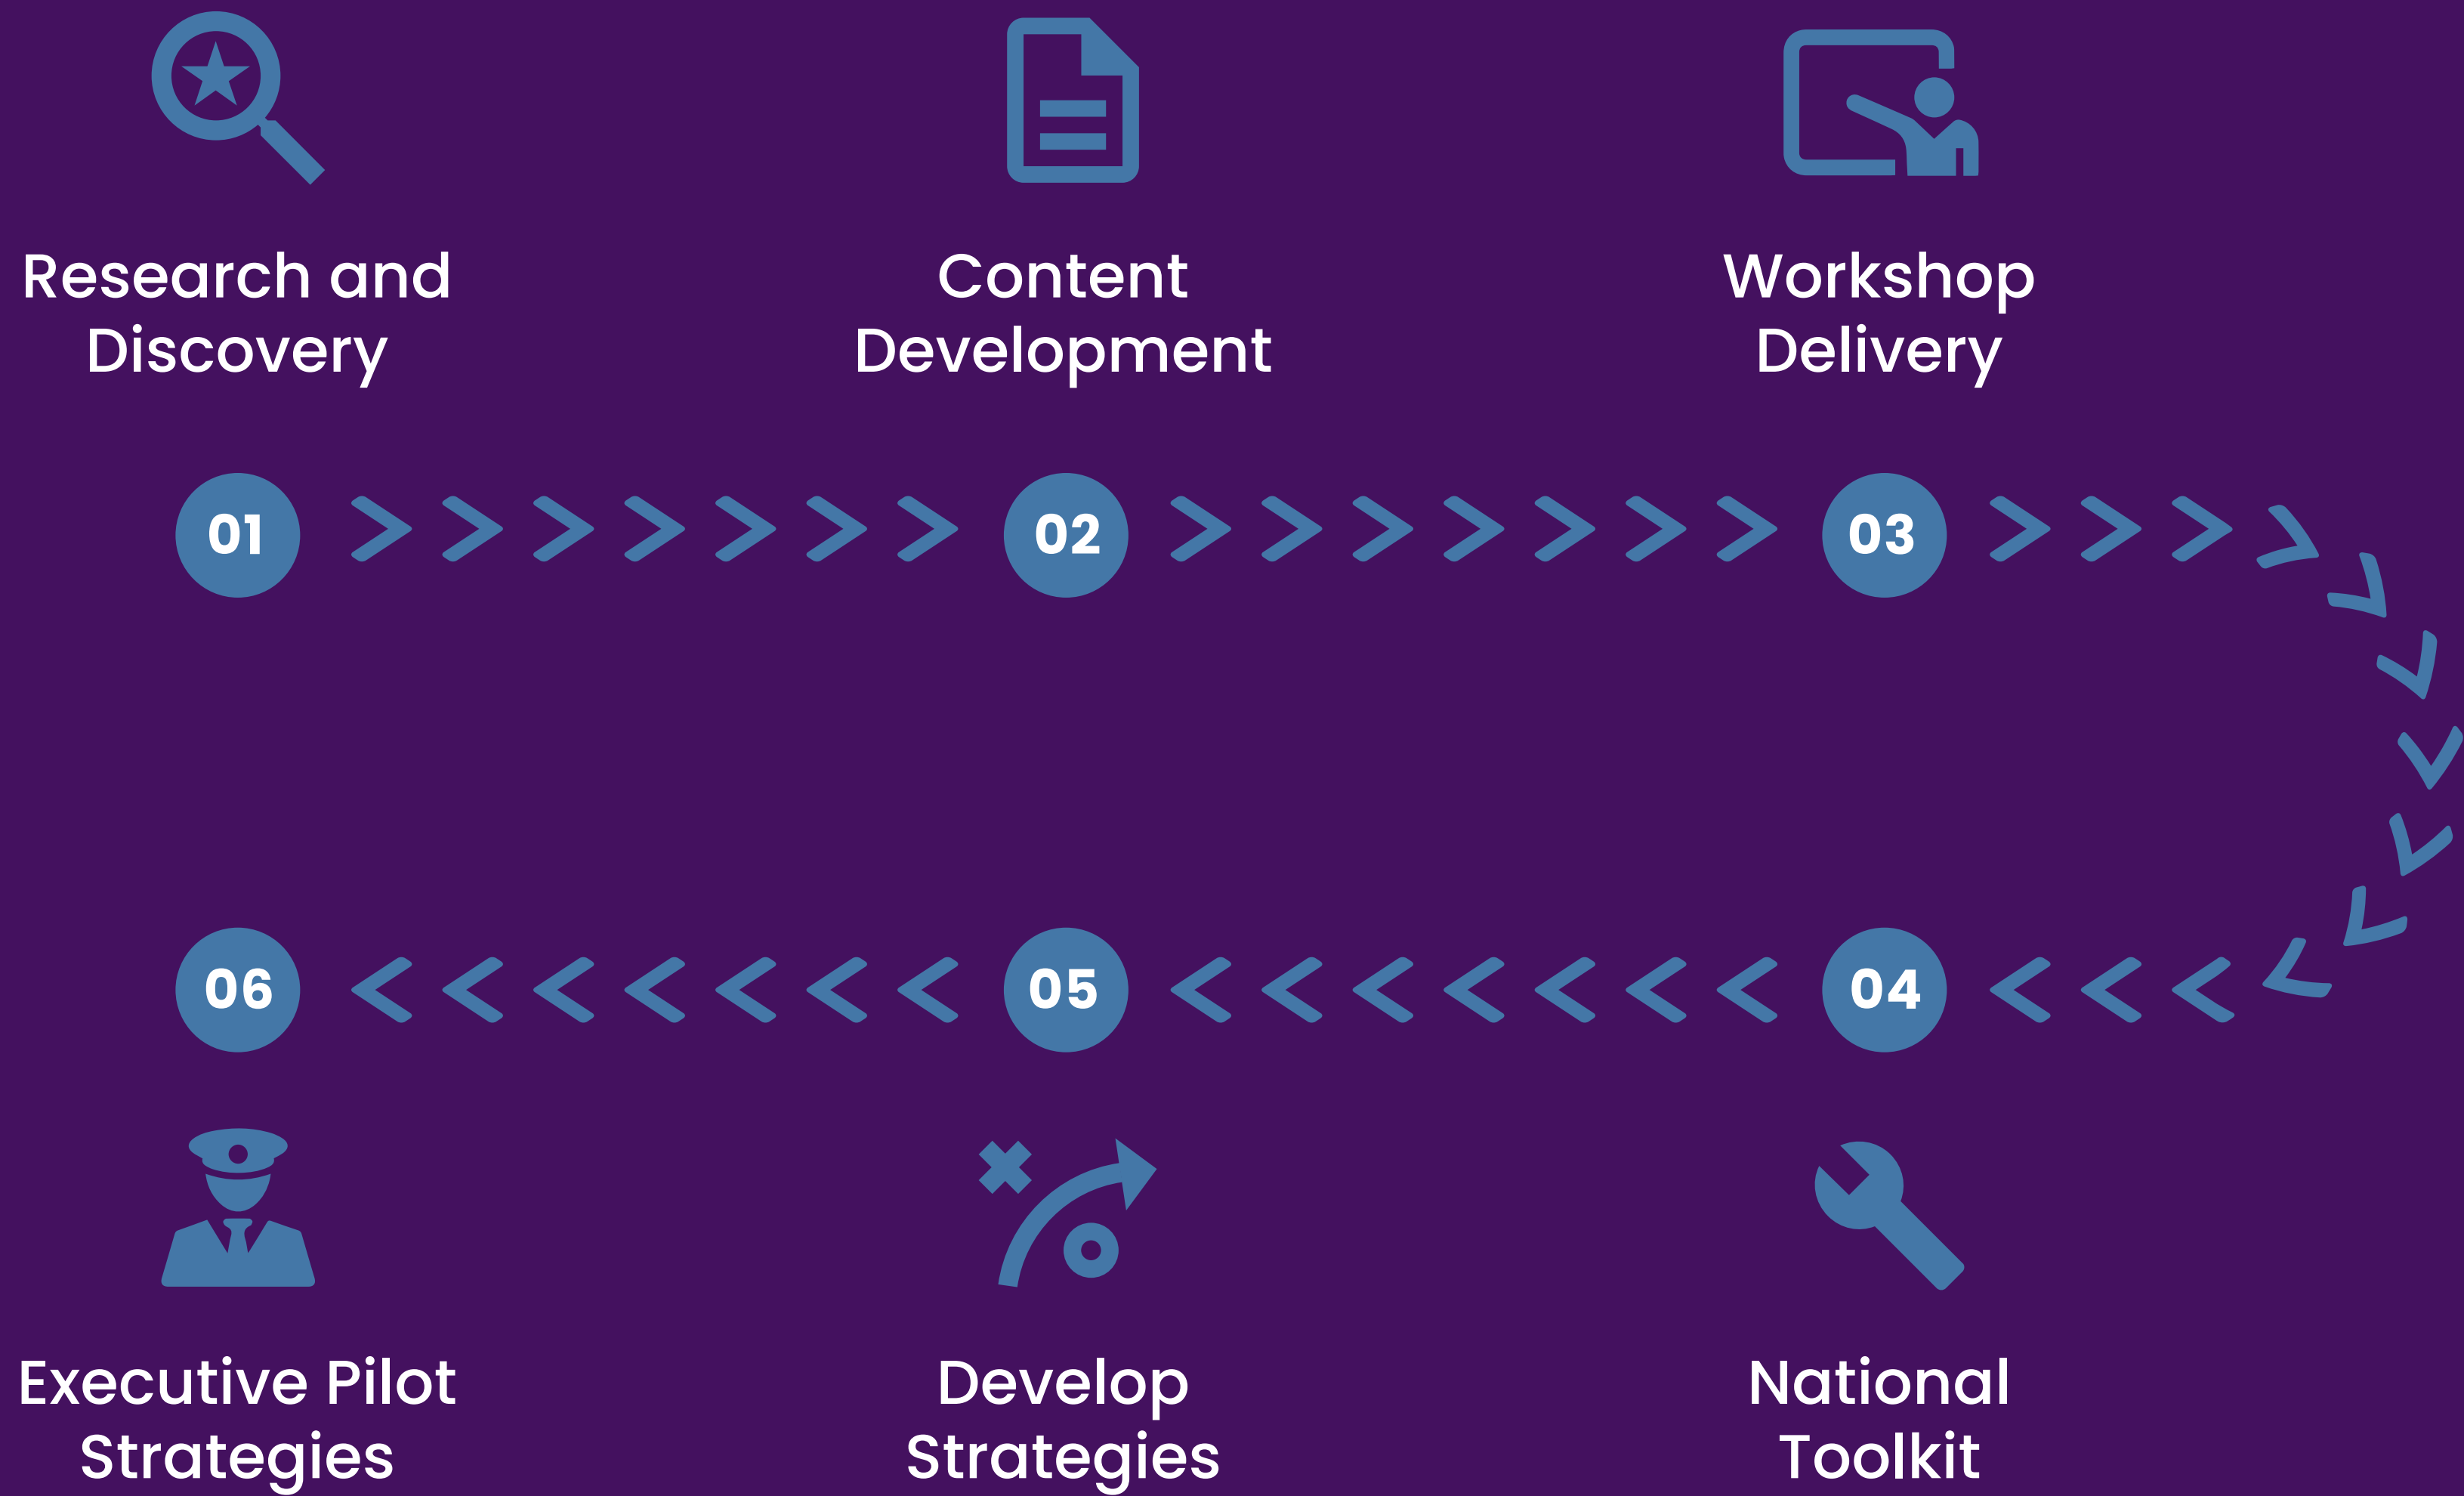 Research and
Discovery
Content
Development
Workshop
Delivery
01
02
03
06
05
04
Executive Pilot
Strategies
Develop
Strategies
National
Toolkit